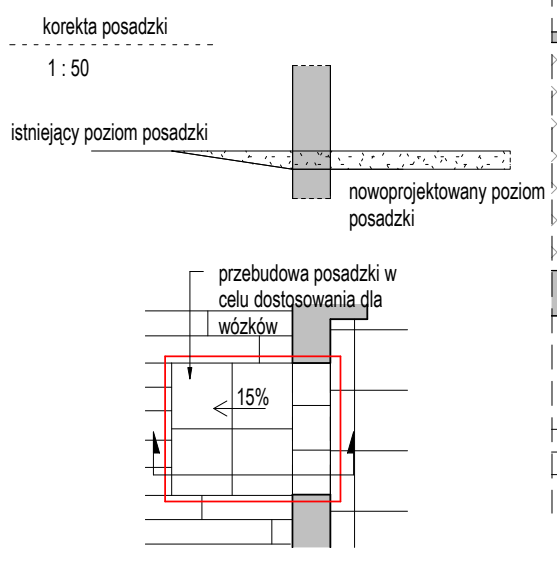 korekta posadzki
1 : 50
istniejący poziom posadzki
nowoprojektowany poziom
posadzki
przebudowa posadzki w
celu dostosowania dla
wózków
15%